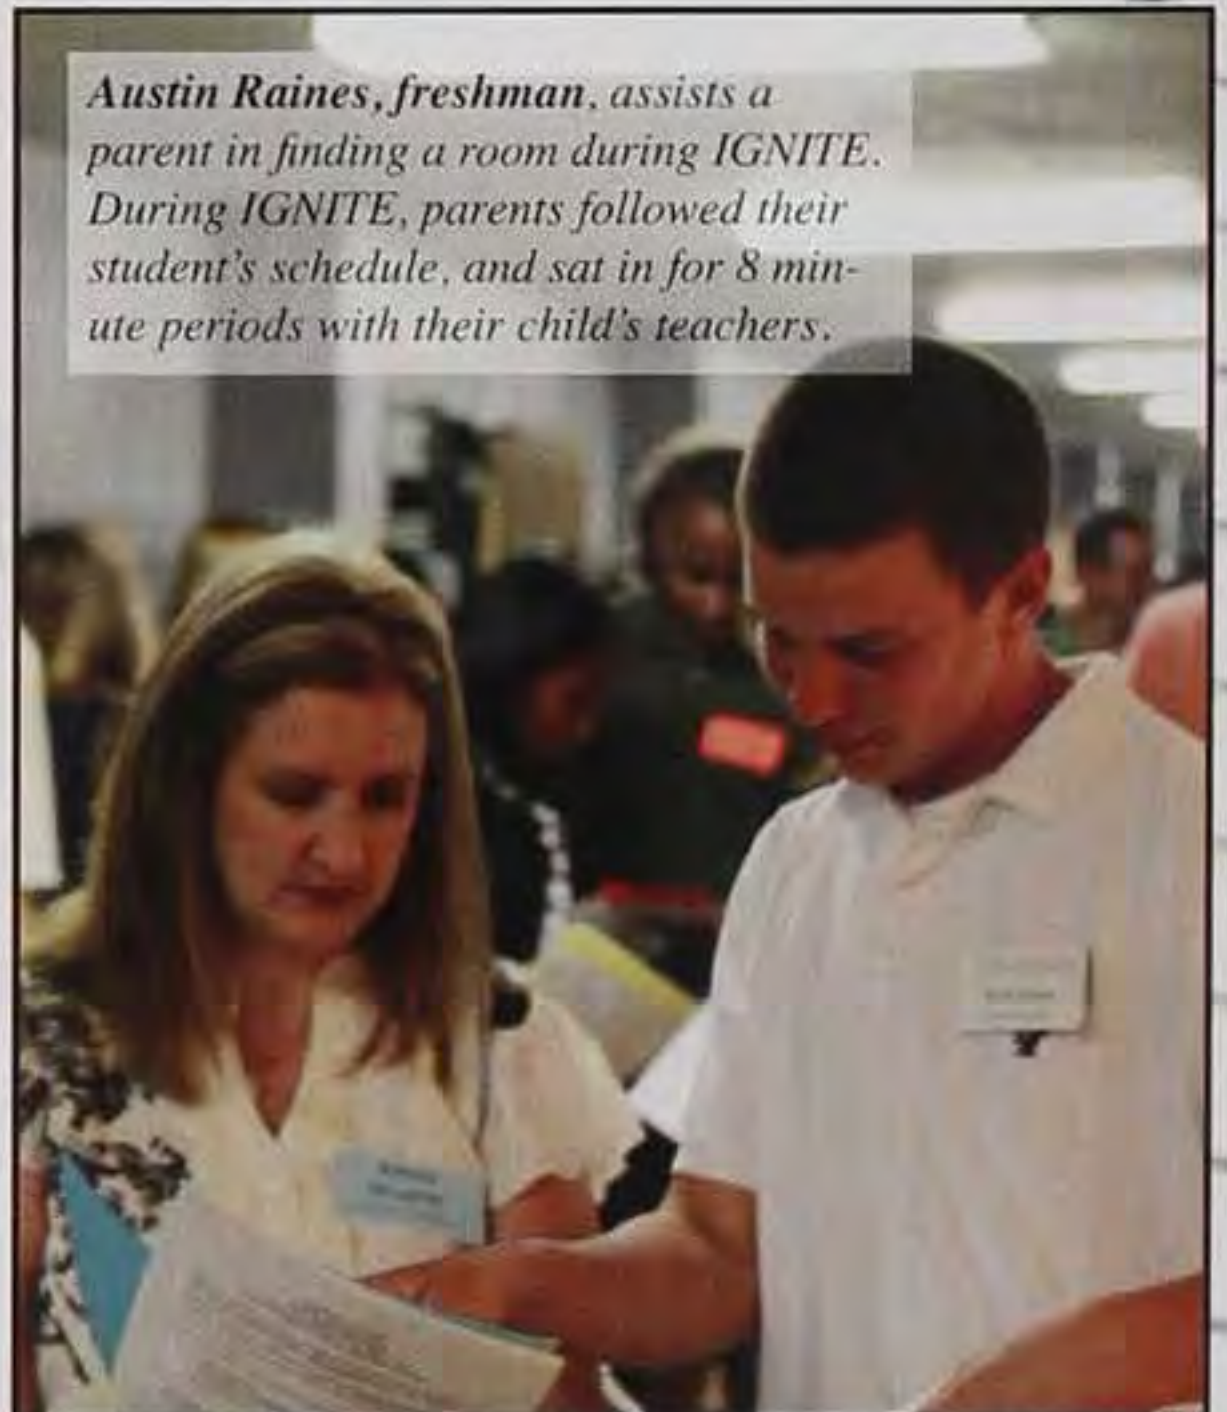 Austin Raines, freshman, assists a
parent in finding a room during IGNITE.
During IGNITE, parents followed their
student's schedule, and sat in for 8 min-
ute periods with their child's teachers.